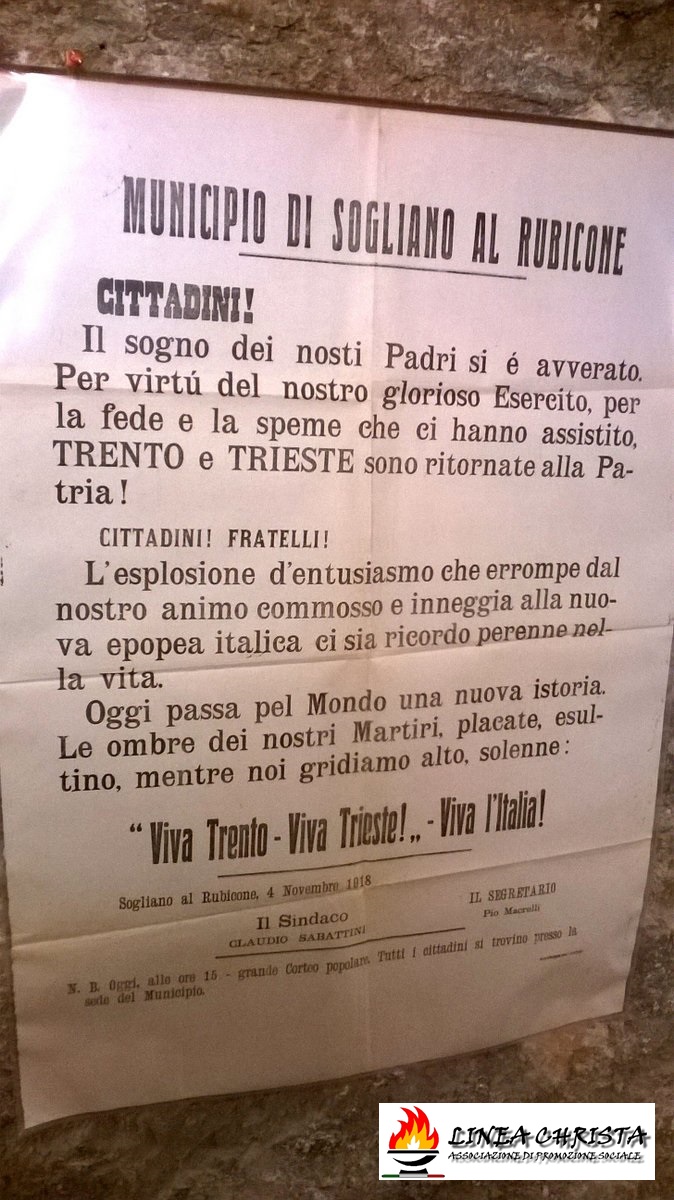 MUNICIPIO DI SOGLIANO AL RUBICONE
CITTADINI!
Il sogno dei nosti Padri si é avverato.
Per virtú del nostro glorioso Esercito, per
la fede e la speme che ci hanno assistito,
TRENTO e TRIESTE sono ritornate alla Pa-
tria!
CITTADINI! FRATELLI!
L'esplosione d'entusiasmo che errompe dal
nostro animo commosso e inneggia alla nuo-
va epopea italica ci sia ricordo perenne nel-
la vita.
Oggi passa pel Mondo una nuova istoria.
Le ombre dei nostri Martiri, placate, esul-
tino, mentre noi gridiamo alto, solenne:
“Viva Trento - Viva Trieste!„ - Viva l'Italia!
Sogliano al Rubicone, 4 Novembre 1918
Il Sindaco
CLAUDIO SABATTINI
IL SEGRETARIO
Pio Macrelli
N. B. Oggi, alle ore 15 - grande Corteo popolare. Tutti i cittadini si trovino presso la
sede del Municipio.
LINEA CHRISTA
ASSOCIAZIONE DI PROMOZIONE SOCIALE